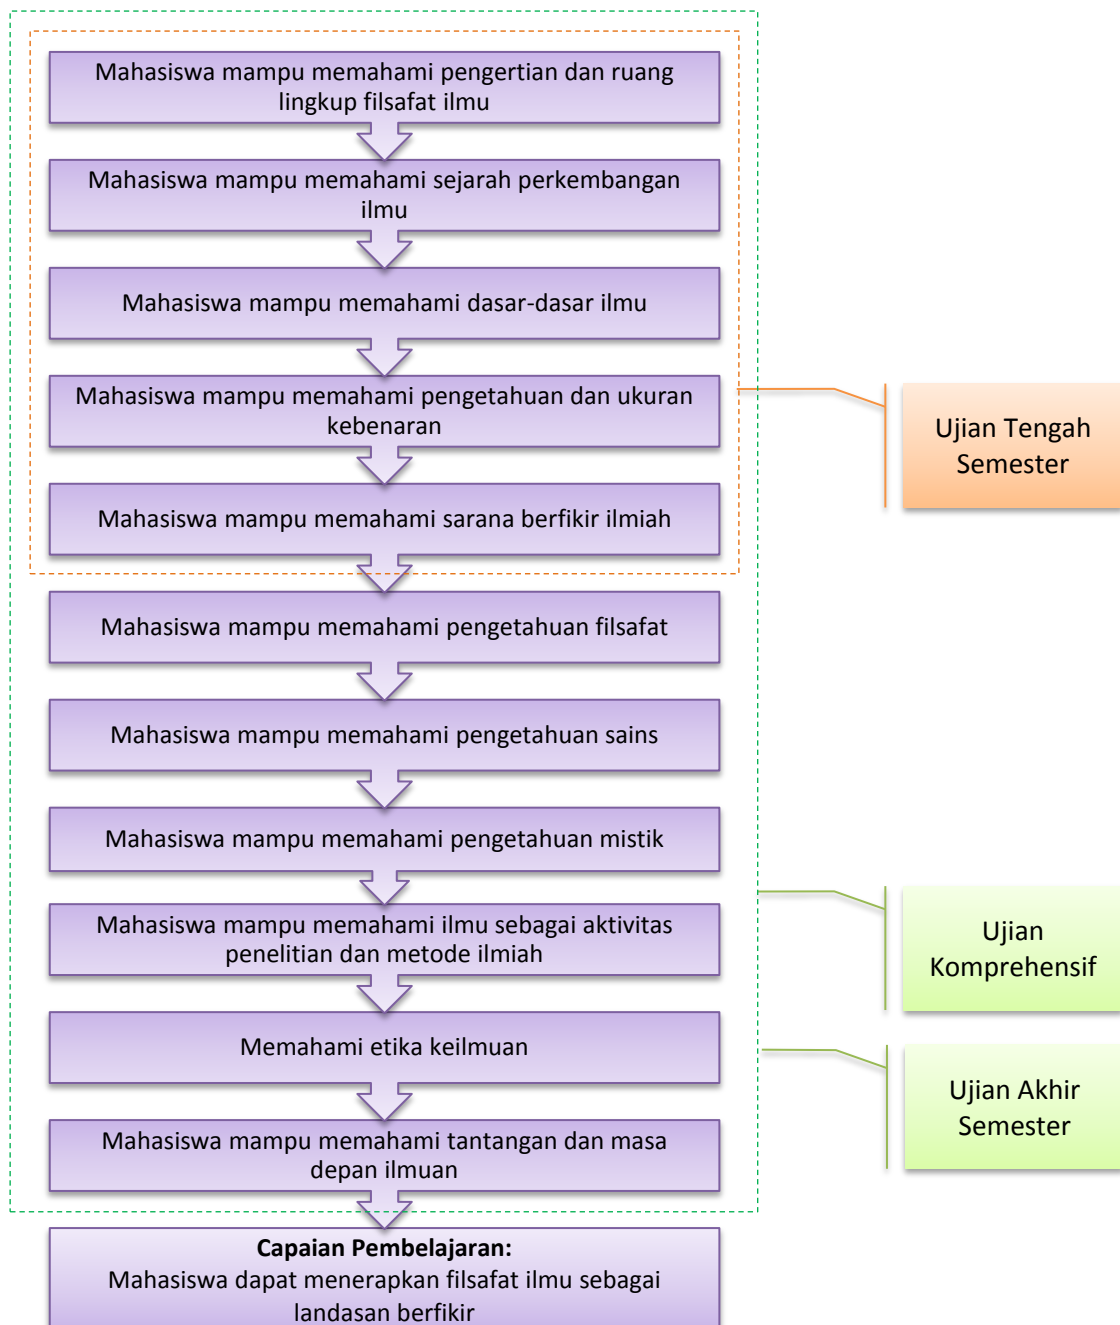 Mahasiswa mampu memahami pengertian dan ruang
lingkup filsafat ilmu
Mahasiswa mampu memahami sejarah perkembangan
ilmu
Mahasiswa mampu memahami dasar-dasar ilmu
Mahasiswa mampu memahami pengetahuan dan ukuran
kebenaran
Ujian Tengah
Semester
Mahasiswa mampu memahami sarana berfikir ilmiah
Mahasiswa mampu memahami pengetahuan filsafat
Mahasiswa mampu memahami pengetahuan sains
Mahasiswa mampu memahami pengetahuan mistik
Mahasiswa mampu memahami ilmu sebagai aktivitas
penelitian dan metode ilmiah
Ujian
Komprehensif
Memahami etika keilmuan
Ujian Akhir
Semester
Mahasiswa mampu memahami tantangan dan masa
depan ilmuan
Capaian Pembelajaran:
Mahasiswa dapat menerapkan filsafat ilmu sebagai
landasan berfikir